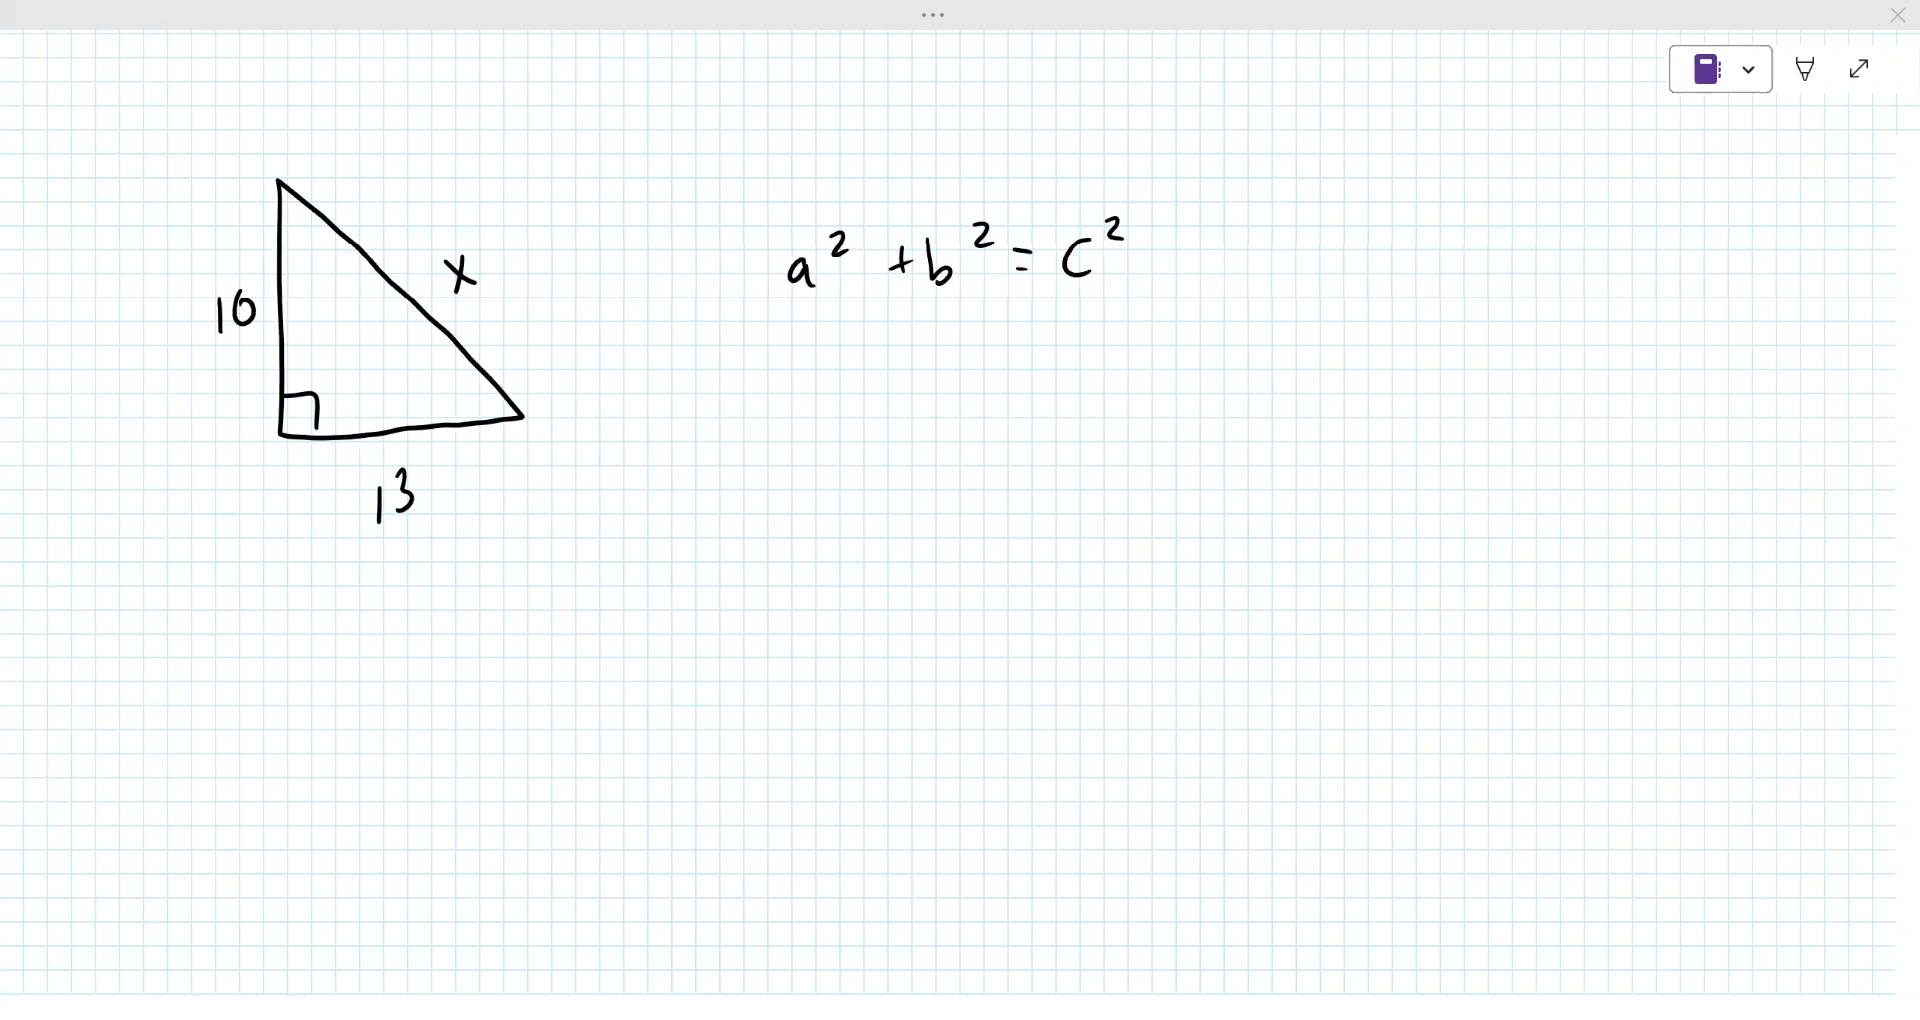 a² + b² = c²
x
10
13